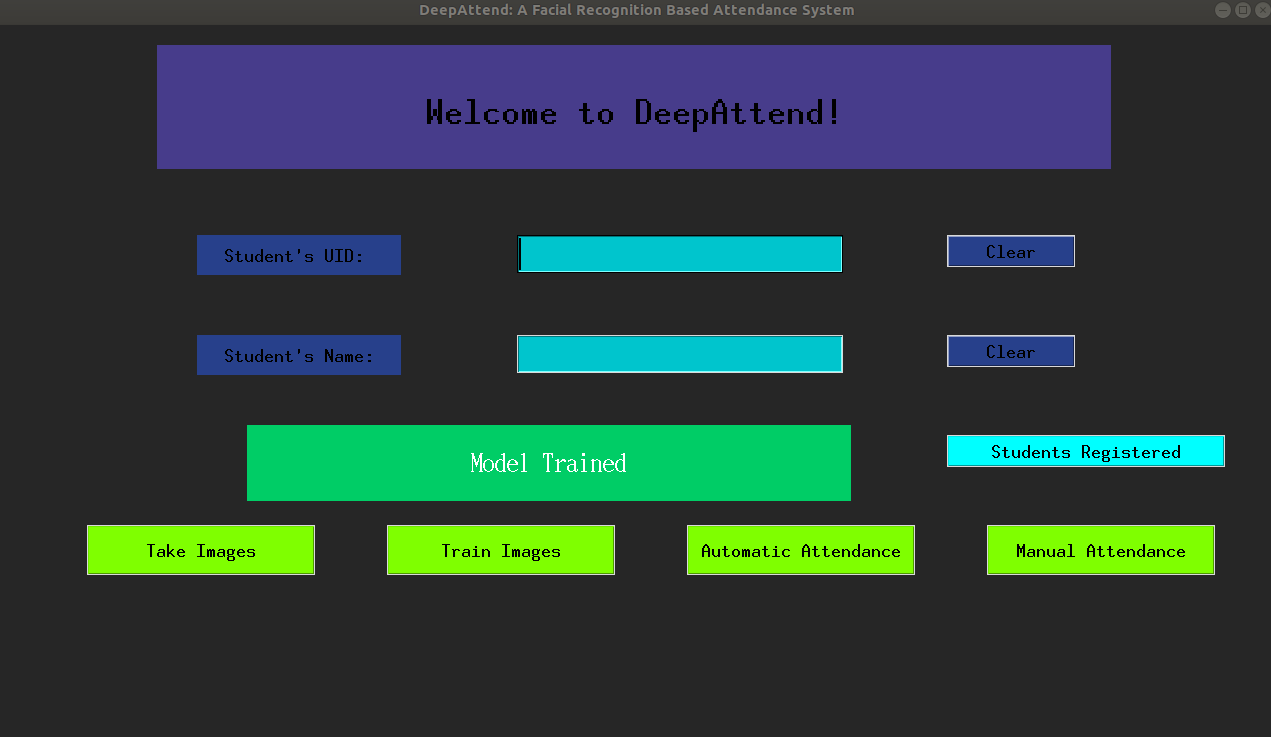 DeepAttend: A Facial Recognition Based Attendance System
Welcome to DeepAttend!
Student's UID:
Clear
Student's Name:
Clear
Model Trained
Students Registered
Take Images
Train Images
Automatic Attendance
Manual Attendance